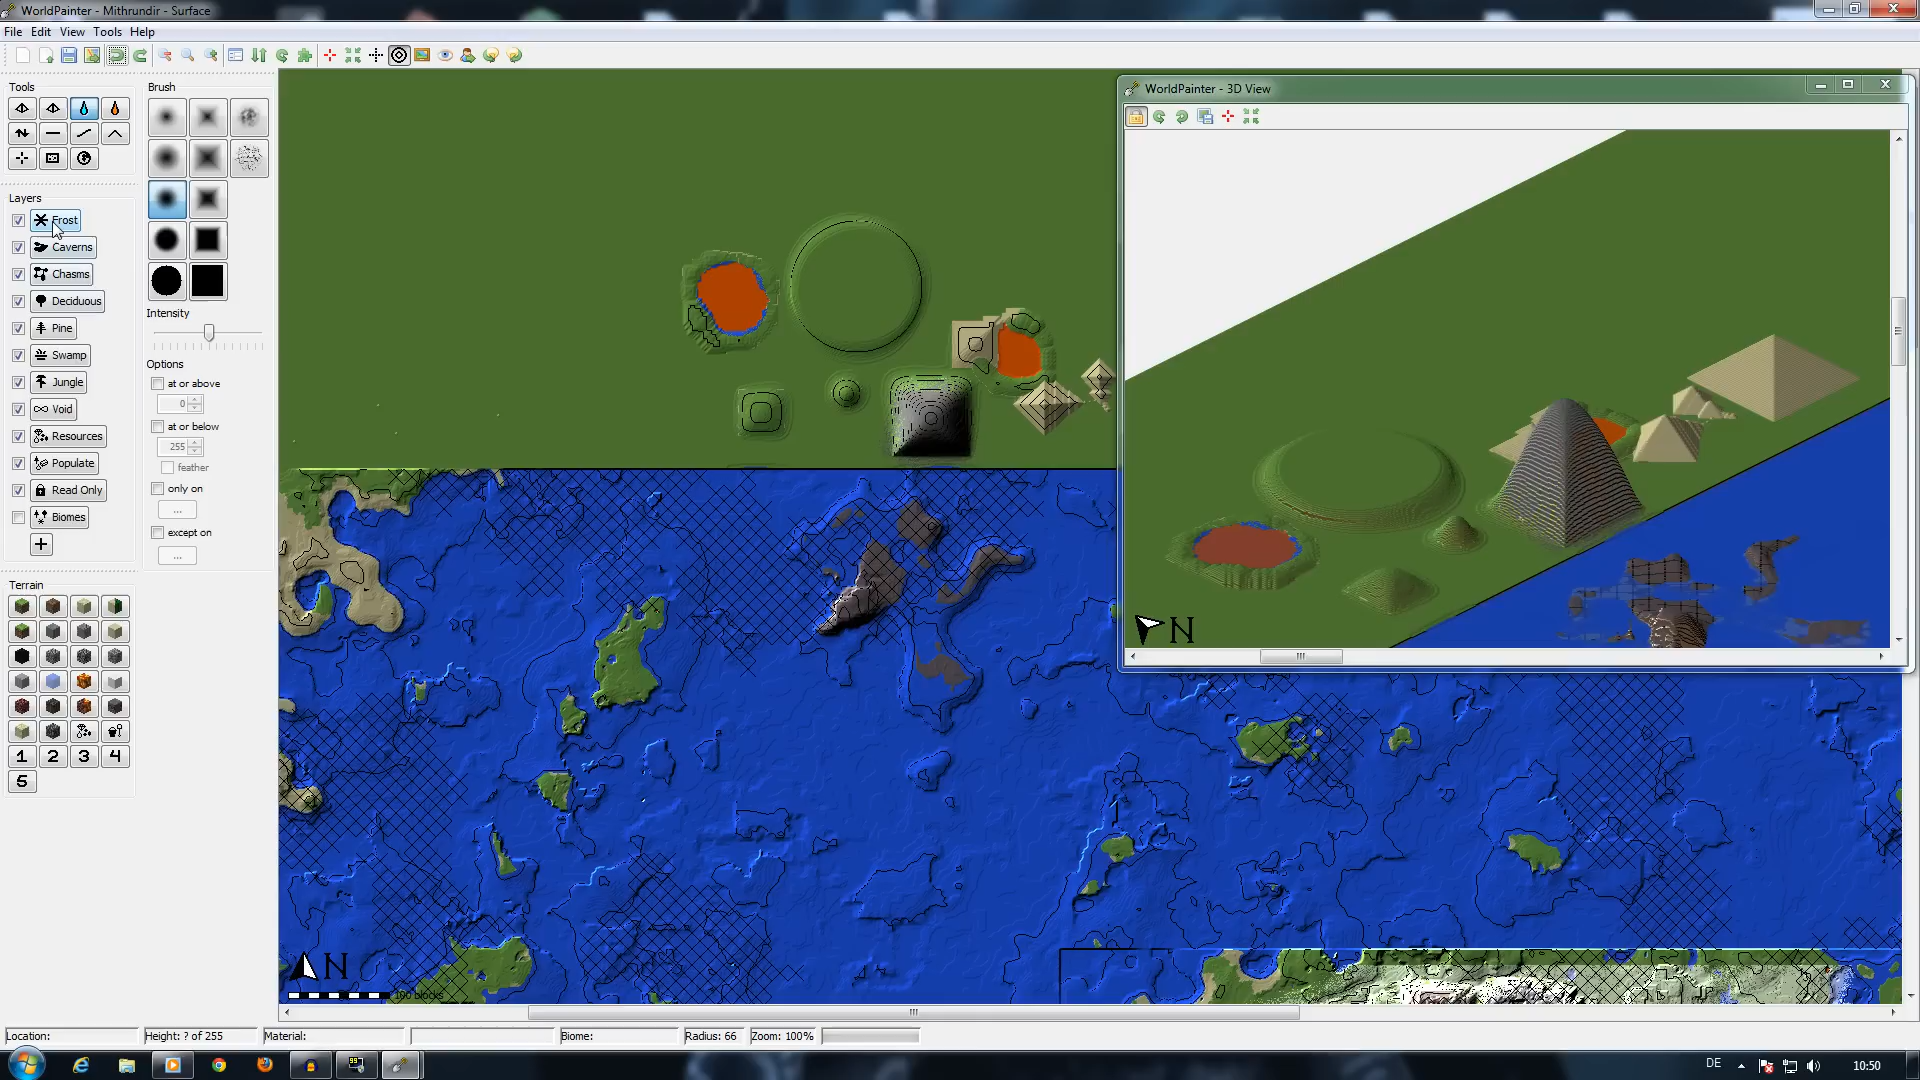 WorldPainter - Mithrundir - Surface
File Edit View Tools Help
Tools
Brush
WorldPainter - 3D View
Layers
Frost
Caverns
Chasms
Deciduous
Pine
Swamp
Jungle
Void
Resources
Populate
Read Only
Biomes
+
Intensity
Options
at or above
0
at or below
255
feather
only on
...
except on
...
Terrain
1 2 3 4
5
N
N
100 blocks
Location: Height: ? of 255 Material: Biome: Radius: 66 Zoom: 100%
99
DE 10:50